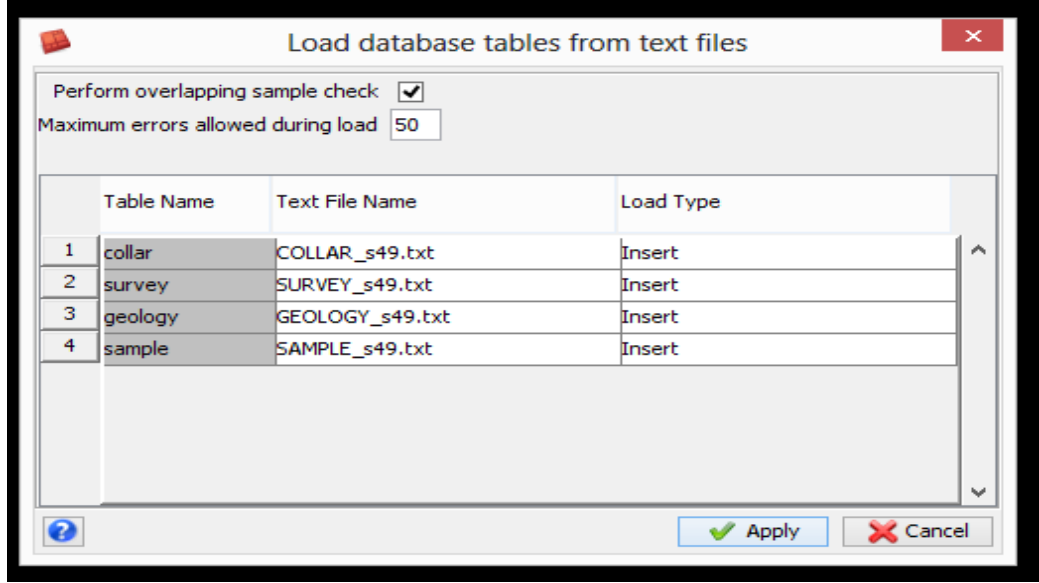 Load database tables from text files
Perform overlapping sample check
Maximum errors allowed during load 50
Table Name Text File Name Load Type
1 collar COLLAR_s49.txt Insert
2 survey SURVEY_s49.txt Insert
3 geology GEOLOGY_s49.txt Insert
4 sample SAMPLE_s49.txt Insert
? Apply Cancel